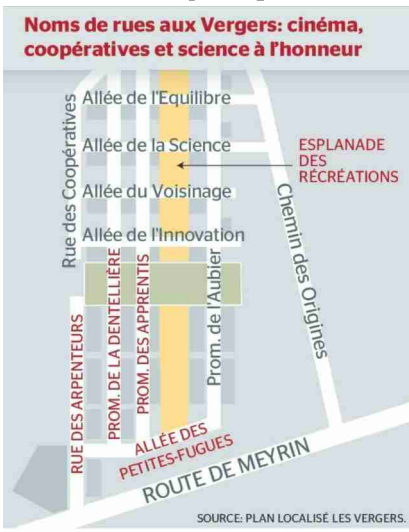 Noms de rues aux Vergers: cinéma,
coopératives et science à l'honneur
Allée de l'Equilibre
Allée de la Science
ESPLANADE
DES
RÉCRÉATIONS
Allée du Voisinage
Allée de l'Innovation
Rue des Coopératives
Chemin des Origines
RUE DES ARPENTEURS
PROM. DE LA DENTELLIÈRE
PROM. DES APPRENTIS
Prom. de l'Aubier
ALLÉE DES
PETITES-FUGUES
ROUTE DE MEYRIN
SOURCE: PLAN LOCALISÉ LES VERGERS.